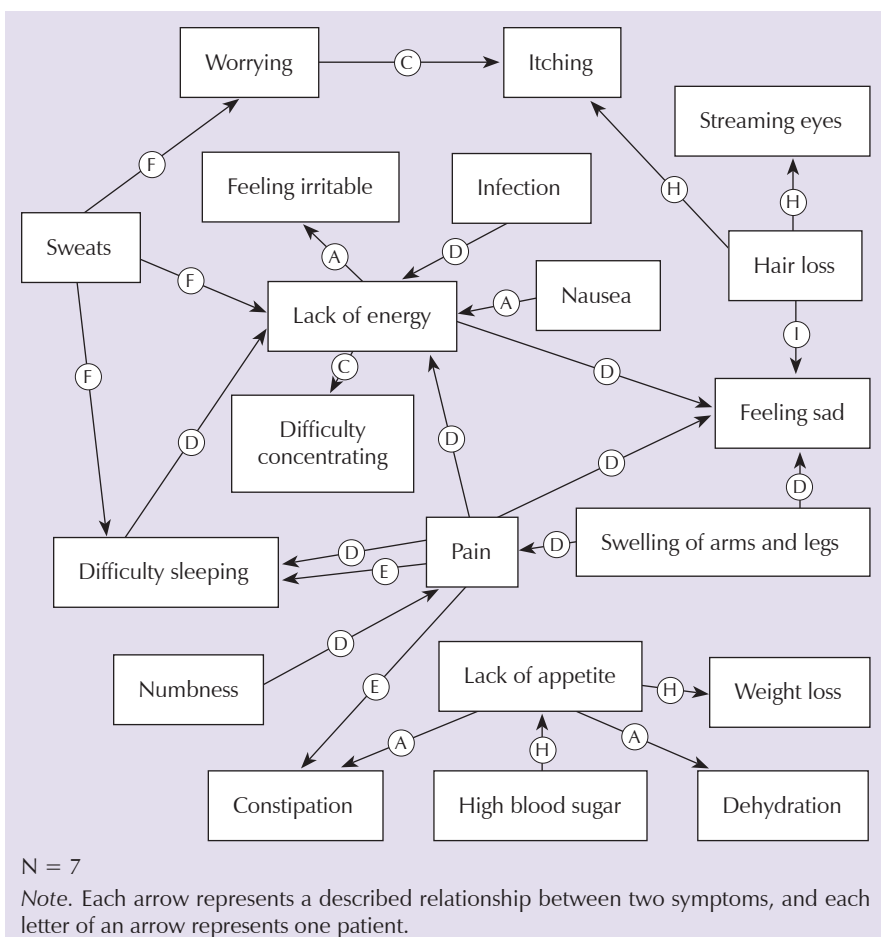 Worrying
C
Itching
Streaming eyes
F
Feeling irritable
Infection
H
H
Sweats
A
D
Hair loss
F
Lack of energy
A
Nausea
I
F
C
D
Feeling sad
Difficulty
concentrating
D
D
D
D
Swelling of arms and legs
Pain
D
D
E
Difficulty sleeping
D
Numbness
E
Lack of appetite
H
Weight loss
A
H
A
Constipation
High blood sugar
Dehydration
N = 7
Note. Each arrow represents a described relationship between two symptoms, and each
letter of an arrow represents one patient.